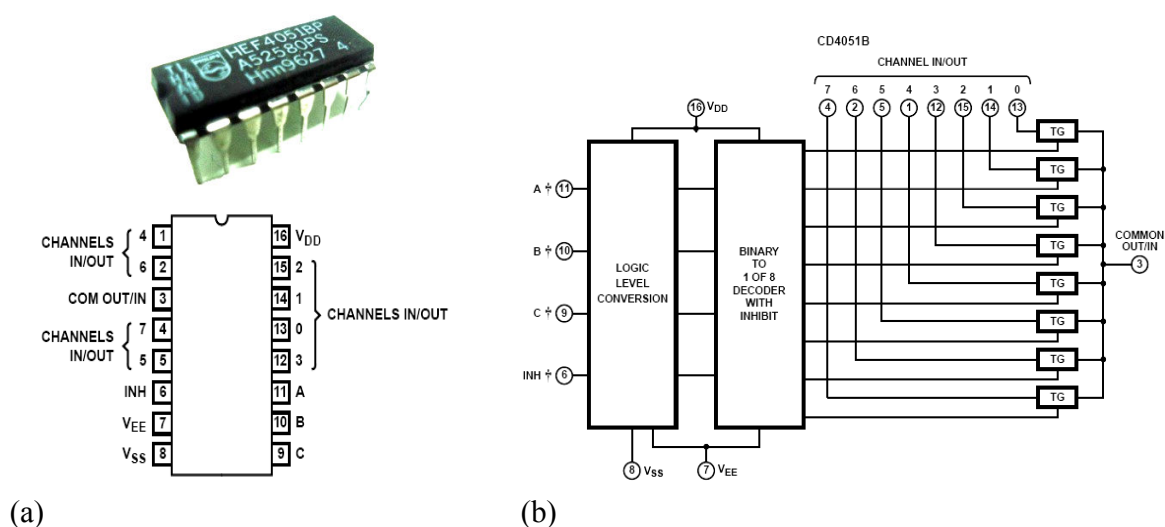 HEF4051BP
A52580PS
Hnn9627 4
4 1 16 VDD
CHANNELS IN/OUT
6 2 15 2
COM OUT/IN 3 14 1
CHANNELS IN/OUT
7 4 13 0
CHANNELS IN/OUT
5 5 12 3
INH 6 11 A
VEE 7 10 B
VSS 8 9 C
(a)
CD4051B
CHANNEL IN/OUT
7 6 5 4 3 2 1 0
4 2 5 1 12 15 14 13
16 VDD
TG
TG
TG
TG
TG
TG
TG
TG
A † 11
B † 10
C † 9
INH † 6
LOGIC
LEVEL
CONVERSION
BINARY
TO
1 OF 8
DECODER
WITH
INHIBIT
COMMON
OUT/IN
3
8 VSS
7 VEE
(b)